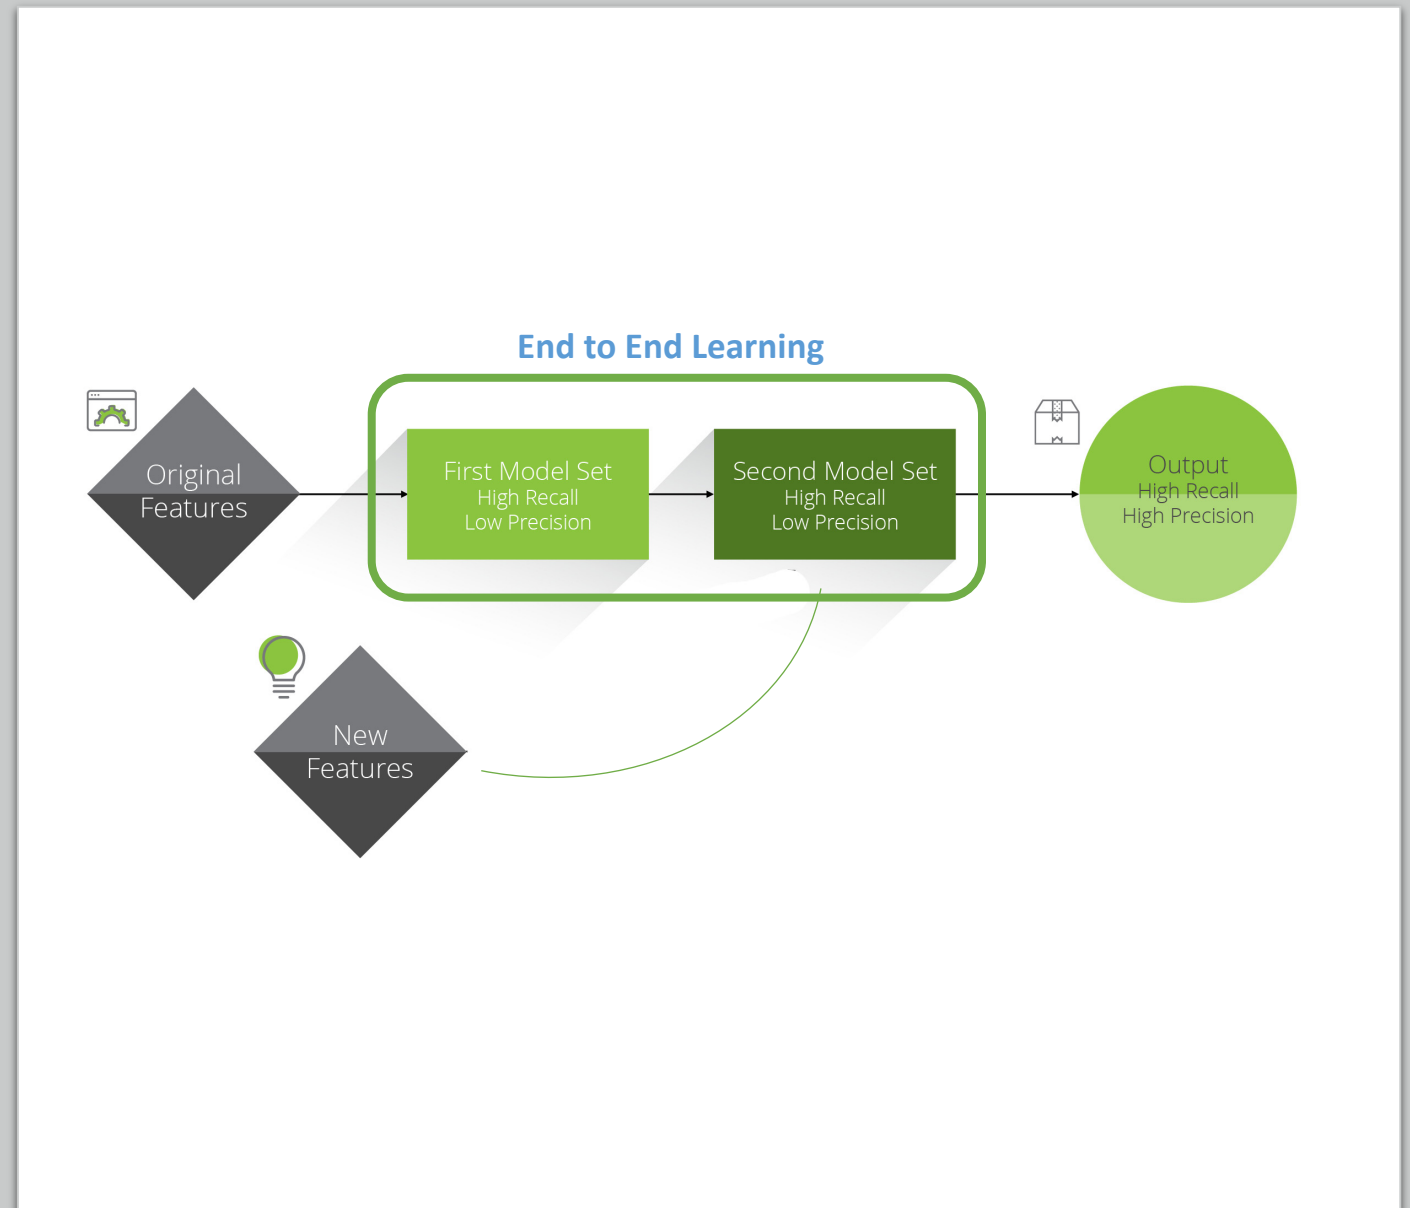 End to End Learning
Original
Features
First Model Set
High Recall
Low Precision
Second Model Set
High Recall
Low Precision
Output
High Recall
High Precision
New
Features